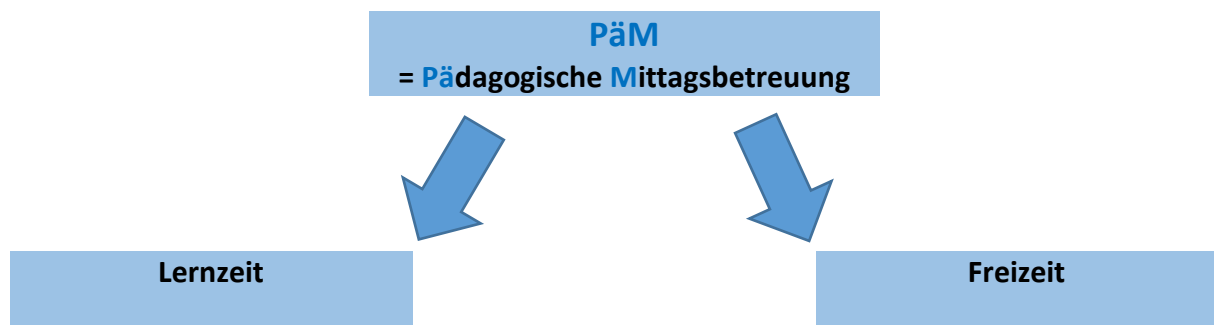 PäM
= Pädagogische Mittagsbetreuung
Lernzeit
Freizeit